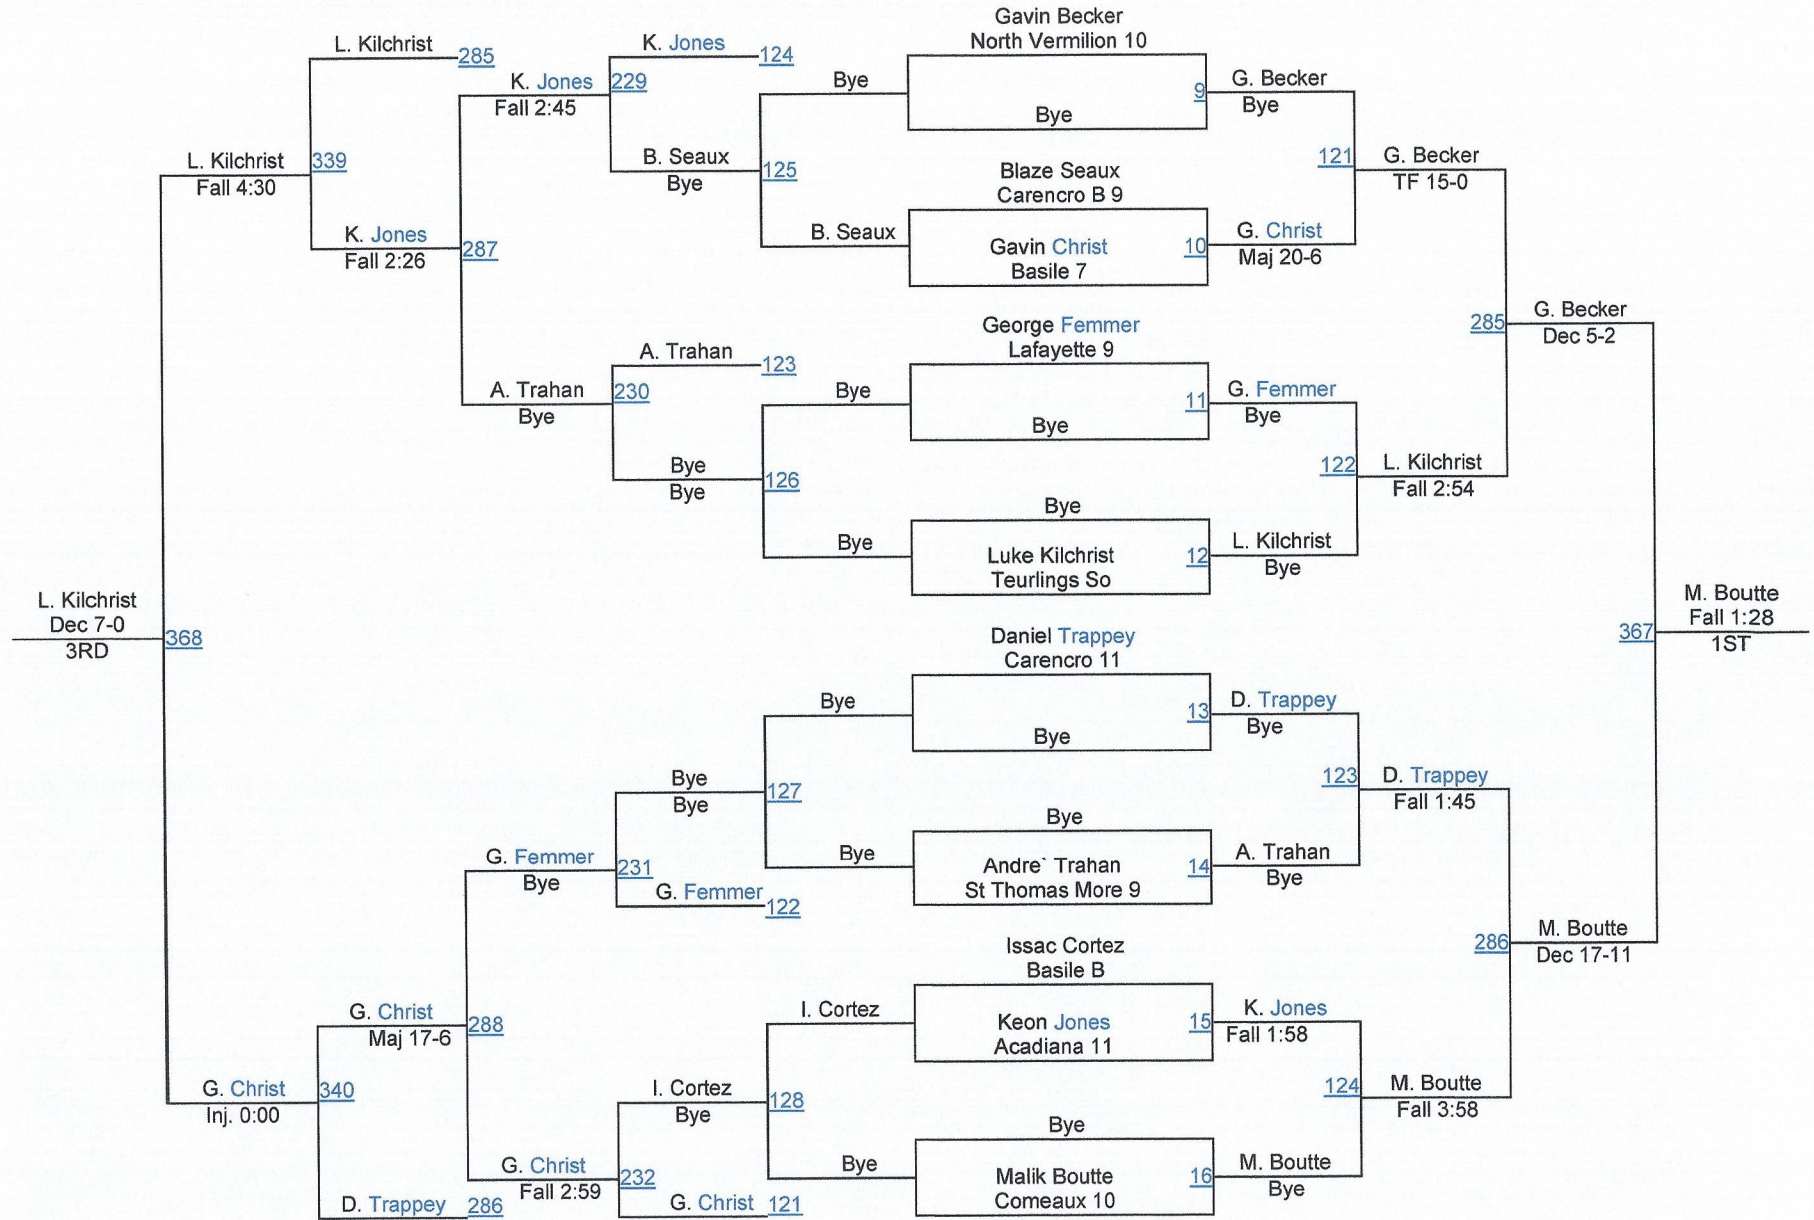 Gavin Becker
North Vermilion 10
L. Kilchrist
285
K. Jones
124
K. Jones
229
Fall 2:45
Bye
9
G. Becker
Bye
Bye
L. Kilchrist
339
Fall 4:30
B. Seaux
Bye
125
Blaze Seaux
Carencro B 9
121
G. Becker
TF 15-0
K. Jones
Fall 2:26
287
B. Seaux
Gavin Christ
Basile 7
10
G. Christ
Maj 20-6
George Femmer
Lafayette 9
285
G. Becker
Dec 5-2
A. Trahan
123
A. Trahan
Bye
230
Bye
Bye
11
G. Femmer
Bye
Bye
Bye
126
122
L. Kilchrist
Fall 2:54
Bye
Bye
Luke Kilchrist
Teurlings So
12
L. Kilchrist
Bye
L. Kilchrist
Dec 7-0
3RD
368
367
M. Boutte
Fall 1:28
1ST
Daniel Trappey
Carencro 11
Bye
Bye
13
D. Trappey
Bye
Bye
Bye
127
123
D. Trappey
Fall 1:45
Bye
G. Femmer
Bye
231
Bye
Andre` Trahan
St Thomas More 9
14
A. Trahan
Bye
G. Femmer
122
Issac Cortez
Basile B
286
M. Boutte
Dec 17-11
G. Christ
Maj 17-6
288
I. Cortez
Keon Jones
Acadiana 11
15
K. Jones
Fall 1:58
G. Christ
Inj. 0:00
340
I. Cortez
Bye
128
124
M. Boutte
Fall 3:58
Bye
G. Christ
Fall 2:59
232
Bye
Malik Boutte
Comeaux 10
16
M. Boutte
Bye
D. Trappey
286
G. Christ
121